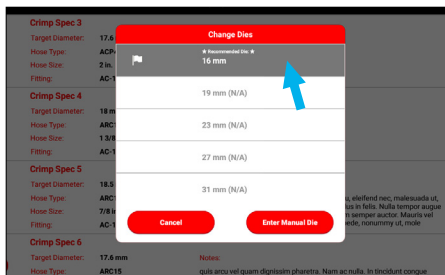 Crimp Spec 3
Target Diameter: 17.6
Hose Type: ACP
Hose Size: 2 in.
Fitting: AC-1
Crimp Spec 4
Target Diameter: 18 m
Hose Type: ARC1
Hose Size: 1 3/8
Fitting: AC-1
Crimp Spec 5
Target Diameter: 18.5
Hose Type: ARC
Hose Size: 7/8 i
Fitting: AC-1
Crimp Spec 6
Target Diameter: 17.6 mm
Hose Type: ARC15
Change Dies
★ Recommended Die: ★
16 mm
19 mm (N/A)
23 mm (N/A)
27 mm (N/A)
31 mm (N/A)
Cancel
Enter Manual Die
u, eleifend nec, malesuada ut,
us in felis. Nulla tempor augue
n semper auctor. Mauris vel
pede, nonummy ut, mole
Notes:
quis arcu vel quam dignissim pharetra. Nam ac nulla. In tincidunt congue